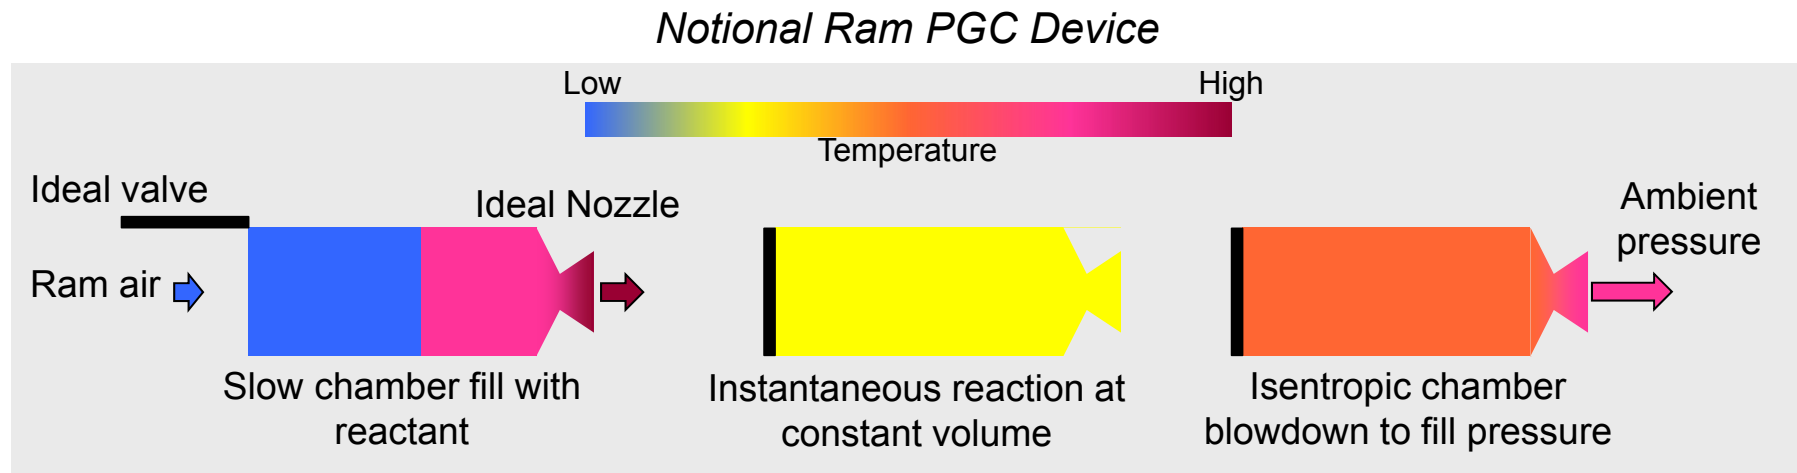 Notional Ram PGC Device
Low
High
Temperature
Ideal valve
Ram air
Ideal Nozzle
Ambient
pressure
Slow chamber fill with
reactant
Instantaneous reaction at
constant volume
Isentropic chamber
blowdown to fill pressure